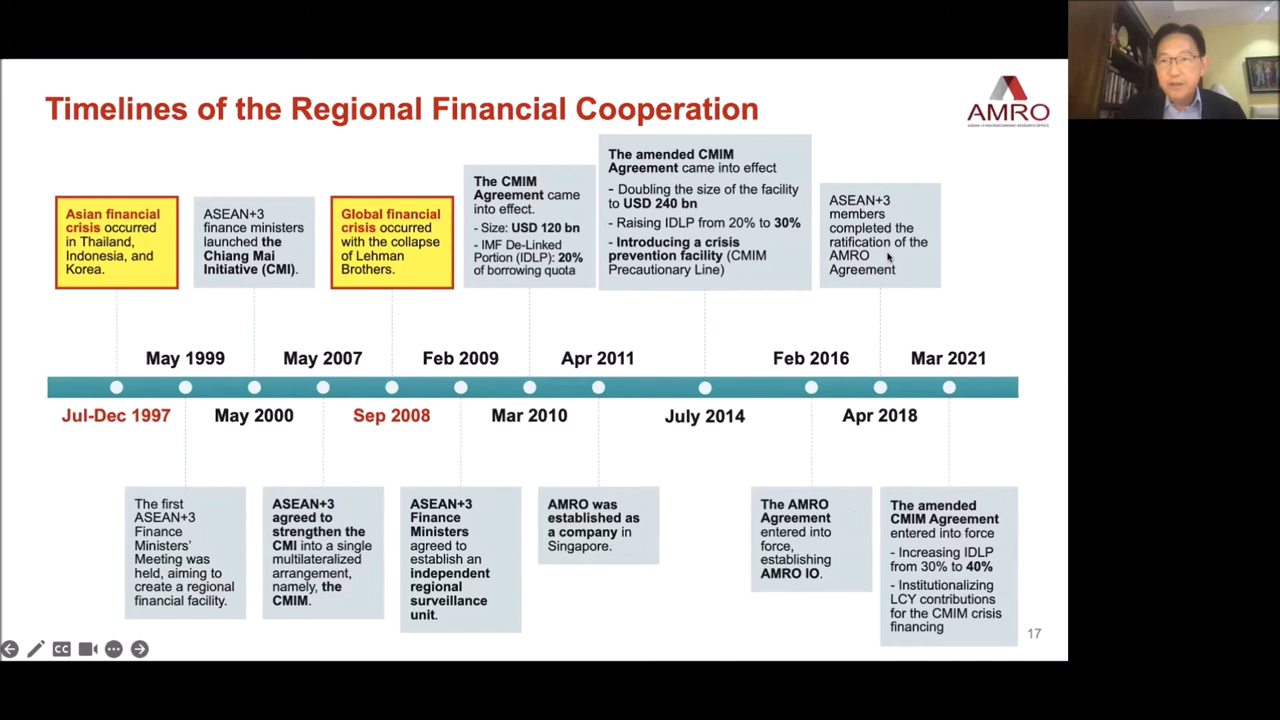 Timelines of the Regional Financial Cooperation
AMRO
ASEAN+3 MACROECONOMIC RESEARCH OFFICE
Asian financial
crisis occurred
in Thailand,
Indonesia, and
Korea.
ASEAN+3
finance ministers
launched the
Chiang Mai
Initiative (CMI).
Global financial
crisis occurred
with the collapse
of Lehman
Brothers.
The CMIM
Agreement came
into effect.
- Size: USD 120 bn
- IMF De-Linked
Portion (IDLP): 20%
of borrowing quota
The amended CMIM
Agreement came into effect
- Doubling the size of the facility
to USD 240 bn
- Raising IDLP from 20% to 30%
- Introducing a crisis
prevention facility (CMIM
Precautionary Line)
ASEAN+3
members
completed the
ratification of the
AMRO
Agreement
May 1999
May 2007
Feb 2009
Apr 2011
Feb 2016
Mar 2021
Jul-Dec 1997
May 2000
Sep 2008
Mar 2010
July 2014
Apr 2018
The first
ASEAN+3
Finance
Ministers'
Meeting was
held, aiming to
create a regional
financial facility.
ASEAN+3
agreed to
strengthen the
CMI into a single
multilateralized
arrangement,
namely, the
CMIM.
ASEAN+3
Finance
Ministers
agreed to
establish an
independent
regional
surveillance
unit.
AMRO was
established as
a company in
Singapore.
The AMRO
Agreement
entered into
force,
establishing
AMRO IO.
The amended
CMIM Agreement
entered into force
- Increasing IDLP
from 30% to 40%
- Institutionalizing
LCY contributions
for the CMIM crisis
financing
17
CC